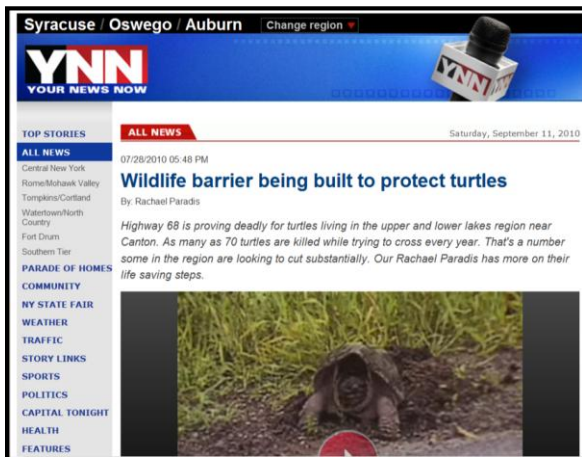 Syracuse / Oswego / Auburn
Change region
YNN
YOUR NEWS NOW
YNN
TOP STORIES
ALL NEWS
Central New York
Rome/Mohawk Valley
Tompkins/Cortland
Watertown/North
Country
Fort Drum
Southern Tier
PARADE OF HOMES
COMMUNITY
NY STATE FAIR
WEATHER
TRAFFIC
STORY LINKS
SPORTS
POLITICS
CAPITAL TONIGHT
HEALTH
FEATURES
ALL NEWS
Saturday, September 11, 2010
07/28/2010 05:48 PM
Wildlife barrier being built to protect turtles
By: Rachael Paradis
Highway 68 is proving deadly for turtles living in the upper and lower lakes region near
Canton. As many as 70 turtles are killed while trying to cross every year. That's a number
some in the region are looking to cut substantially. Our Rachael Paradis has more on their
life saving steps.